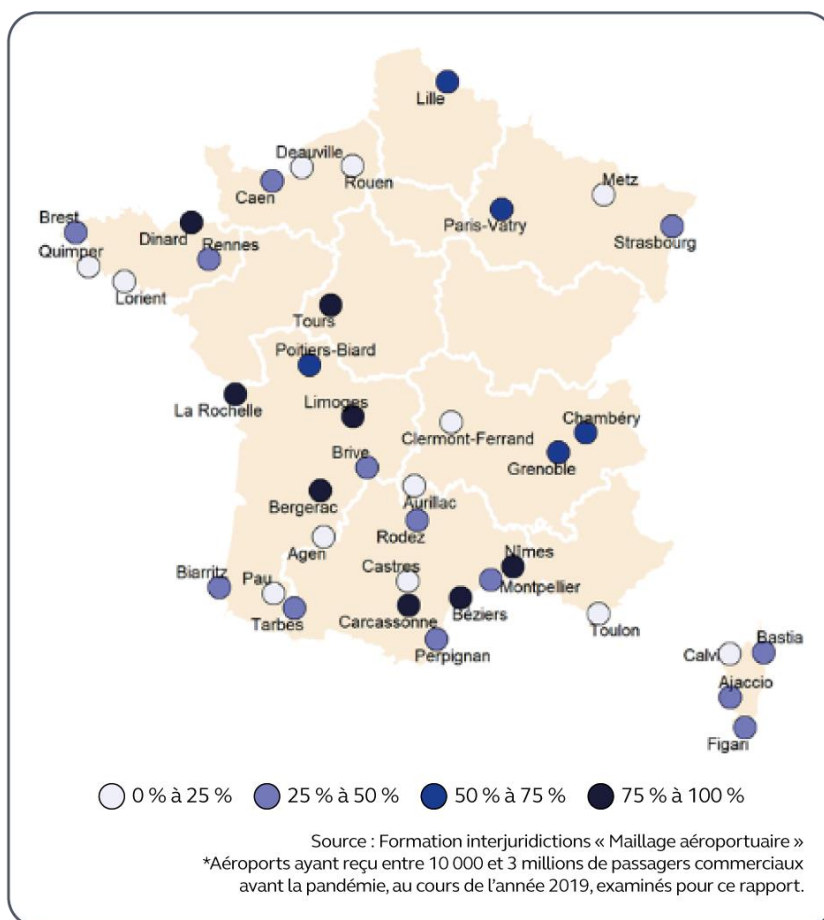 Lille
Deauville
Rouen
Caen
Metz
Paris-Vatry
Strasbourg
Brest
Dinard
Rennes
Quimper
Lorient
Tours
Poitiers-Biard
La Rochelle
Limoges
Clermont-Ferrand
Chambéry
Grenoble
Brive
Aurillac
Bergerac
Rodez
Agen
Nîmes
Castres
Montpellier
Biarritz
Pau
Tarbes
Carcassonne
Béziers
Toulon
Perpignan
Bastia
Calvi
Ajaccio
Figari
0 % à 25 % 25 % à 50 % 50 % à 75 % 75 % à 100 %
Source : Formation interjuridictions « Maillage aéroportuaire »
*Aéroports ayant reçu entre 10 000 et 3 millions de passagers commerciaux
avant la pandémie, au cours de l’année 2019, examinés pour ce rapport.